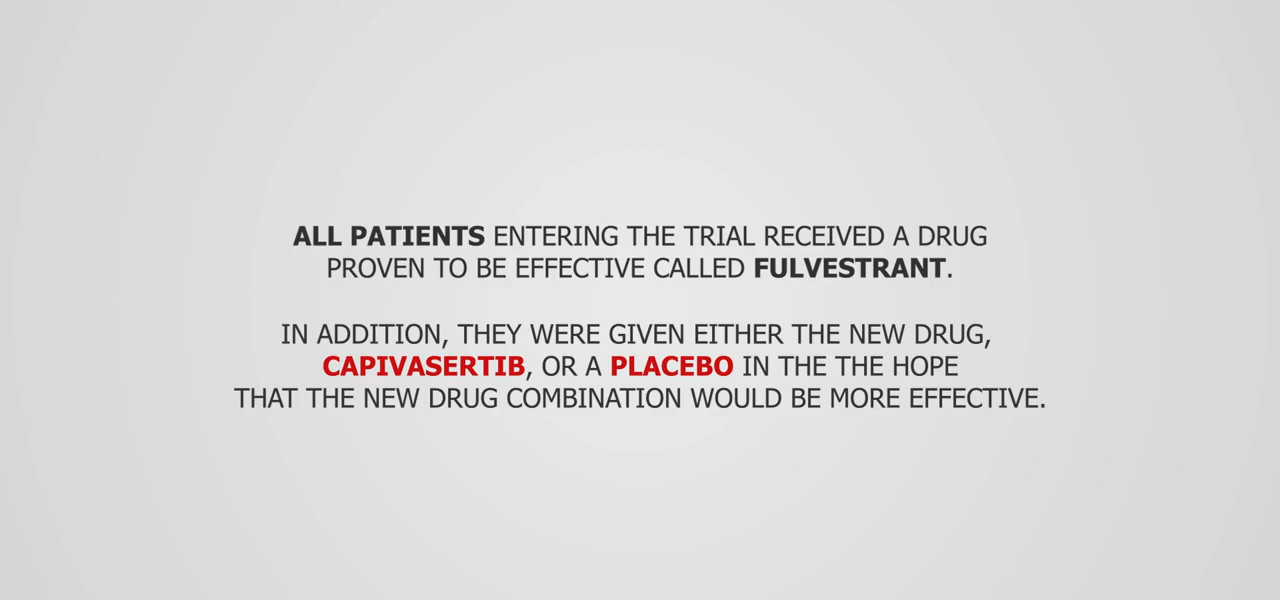 ALL PATIENTS ENTERING THE TRIAL RECEIVED A DRUG
PROVEN TO BE EFFECTIVE CALLED FULVESTRANT.
IN ADDITION, THEY WERE GIVEN EITHER THE NEW DRUG,
CAPIVASERTIB, OR A PLACEBO IN THE THE HOPE
THAT THE NEW DRUG COMBINATION WOULD BE MORE EFFECTIVE.